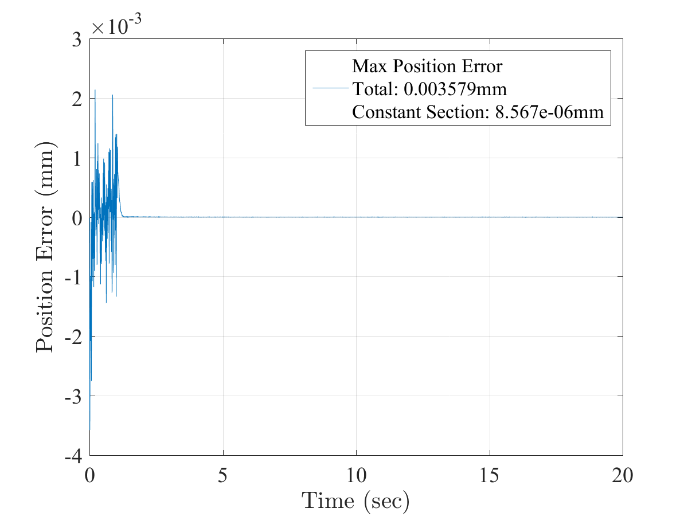 ×10-3
3
2
1
0
-1
-2
-3
-4
Position Error (mm)
Max Position Error
Total: 0.003579mm
Constant Section: 8.567e-06mm
0 5 10 15 20
Time (sec)